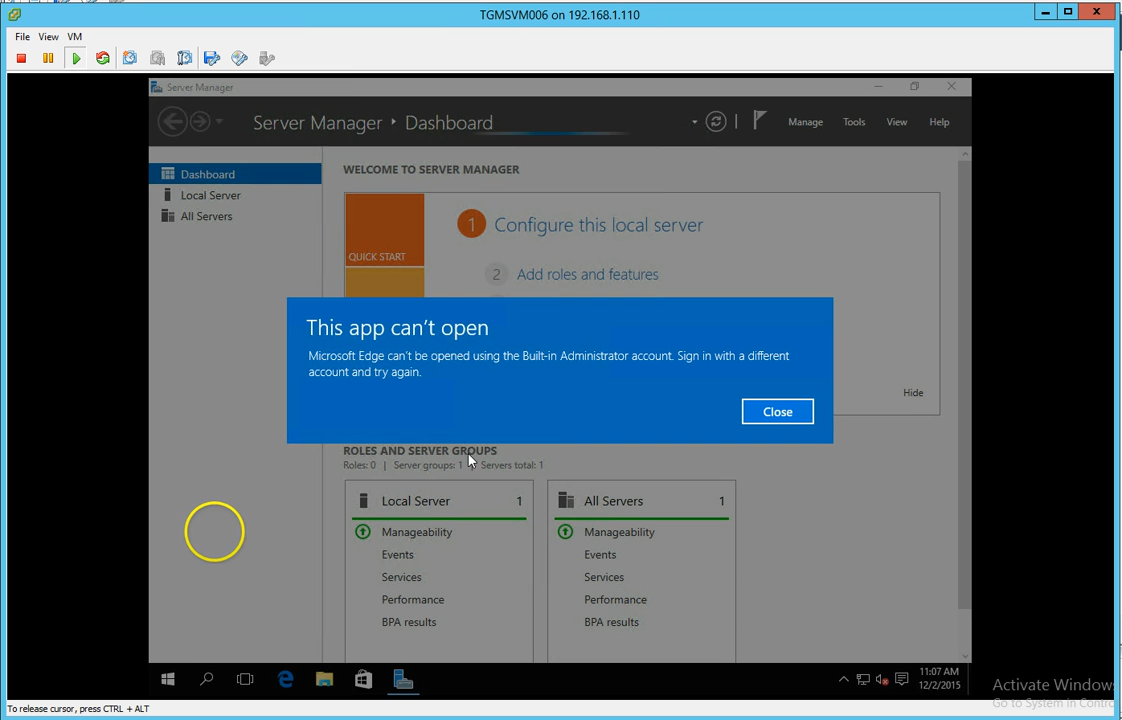 TGMSVM006 on 192.168.1.110
File View VM
Server Manager
Server Manager ‣ Dashboard
Manage Tools View Help
Dashboard
Local Server
All Servers
WELCOME TO SERVER MANAGER
QUICK START
1 Configure this local server
2 Add roles and features
This app can't open
Microsoft Edge can't be opened using the Built-in Administrator account. Sign in with a different
account and try again.
Close
Hide
ROLES AND SERVER GROUPS
Roles: 0 | Server groups: 1 | Servers total: 1
Local Server 1
Manageability
Events
Services
Performance
BPA results
All Servers 1
Manageability
Events
Services
Performance
BPA results
11:07 AM
12/2/2015
Activate Windows
Go to System in Contro
To release cursor, press CTRL + ALT